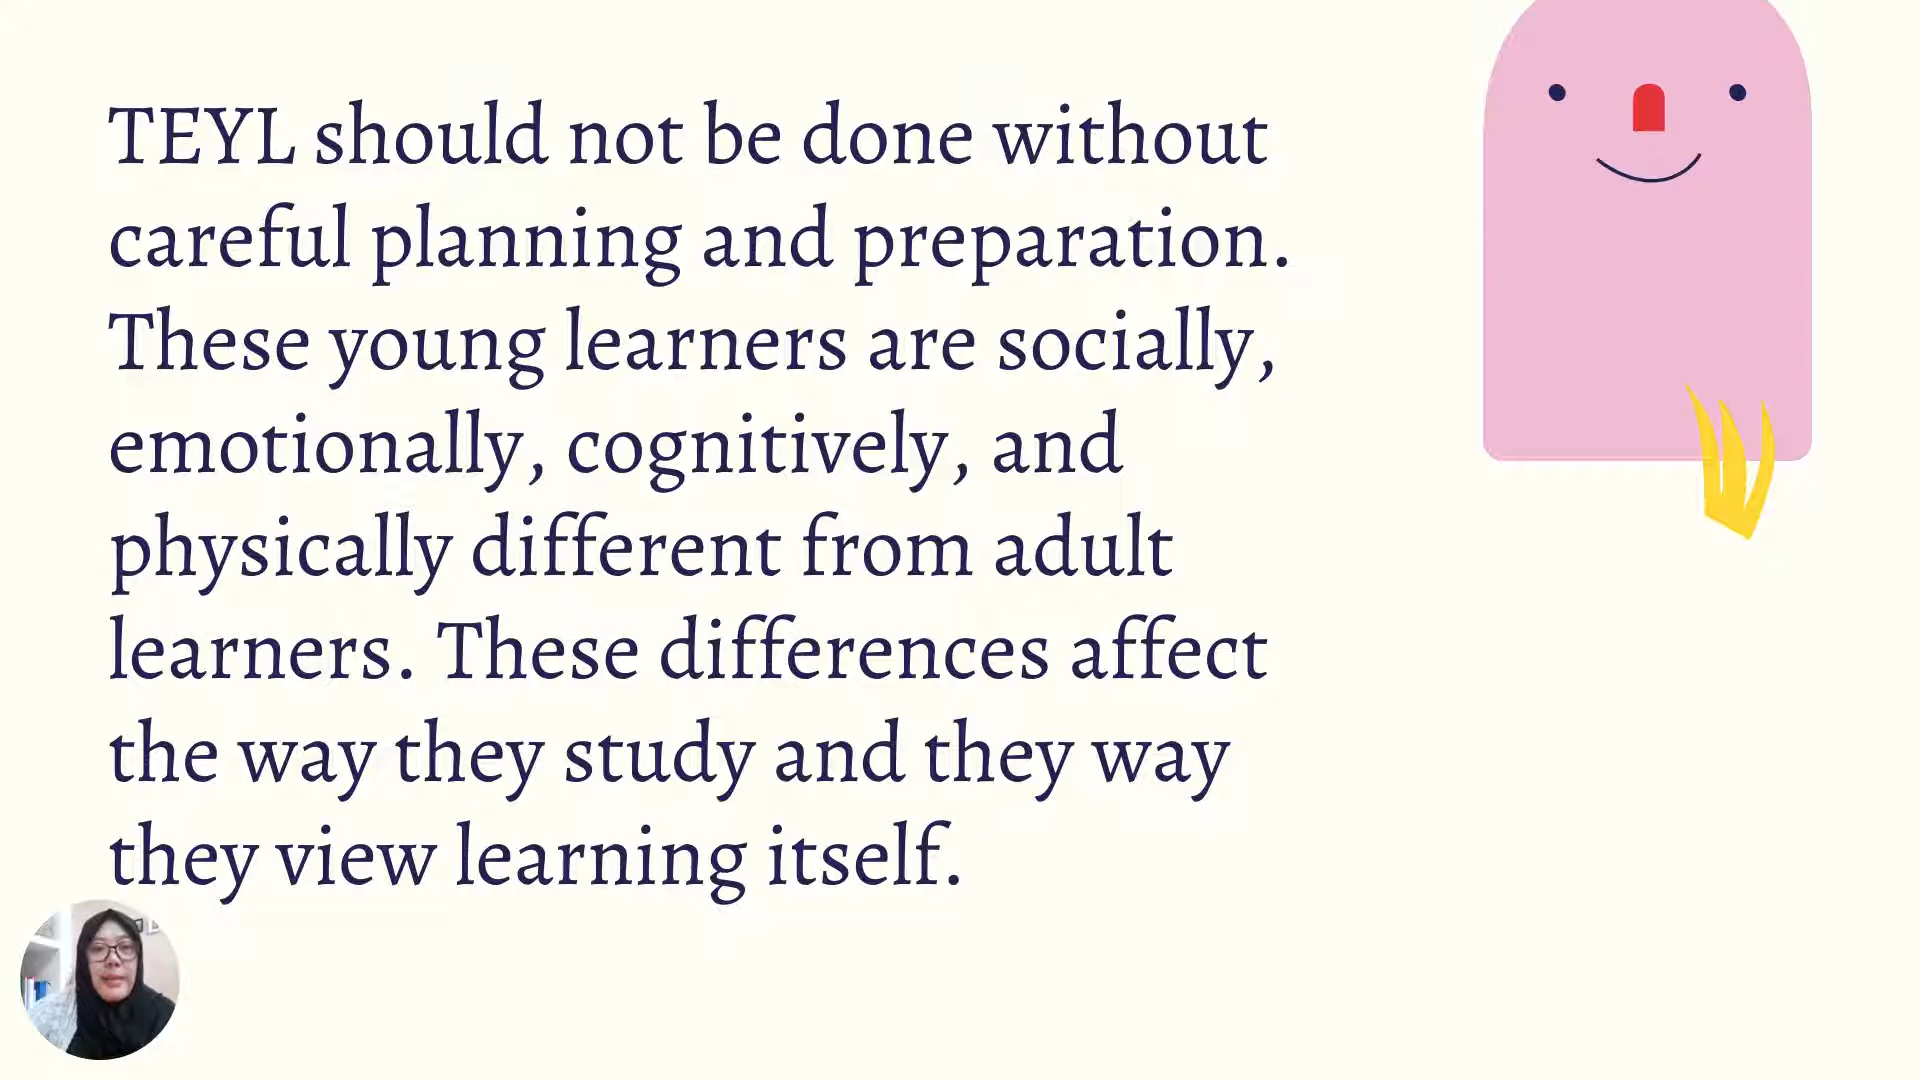 TEYL should not be done without
careful planning and preparation.
These young learners are socially,
emotionally, cognitively, and
physically different from adult
learners. These differences affect
the way they study and they way
they view learning itself.